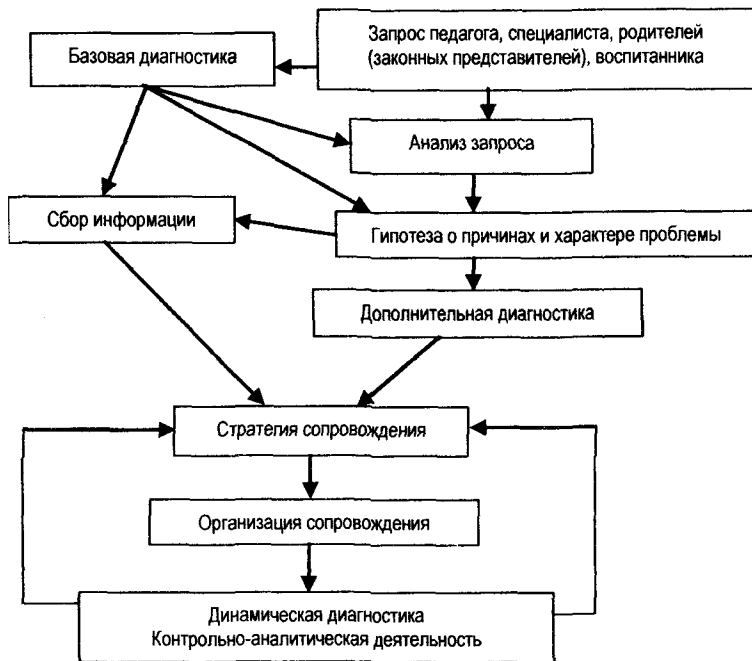 Запрос педагога, специалиста, родителей
(законных представителей), воспитанника
Базовая диагностика
Анализ запроса
Сбор информации
Гипотеза о причинах и характере проблемы
Дополнительная диагностика
Стратегия сопровождения
Организация сопровождения
Динамическая диагностика
Контрольно-аналитическая деятельность